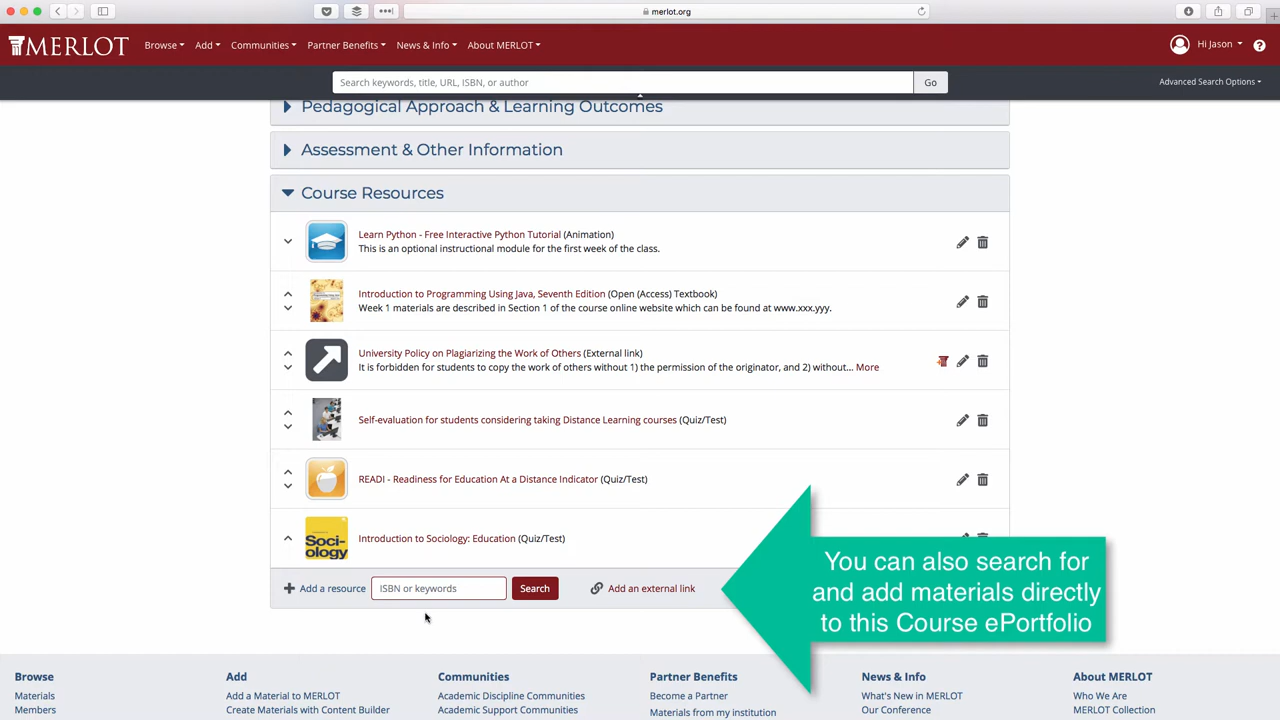 merlot.org
MERLOT Browse Add Communities Partner Benefits News & Info About MERLOT Hi Jason ?
Search keywords, title, URL, ISBN, or author Go Advanced Search Options
Pedagogical Approach & Learning Outcomes
Assessment & Other Information
Course Resources
Learn Python - Free Interactive Python Tutorial (Animation)
This is an optional instructional module for the first week of the class.
Introduction to Programming Using Java, Seventh Edition (Open (Access) Textbook)
Week 1 materials are described in Section 1 of the course online website which can be found at www.xxx.yyy.
University Policy on Plagiarizing the Work of Others (External link)
It is forbidden for students to copy the work of others without 1) the permission of the originator, and 2) without... More
Self-evaluation for students considering taking Distance Learning courses (Quiz/Test)
READI - Readiness for Education At a Distance Indicator (Quiz/Test)
Soci-
ology
Introduction to Sociology: Education (Quiz/Test)
Add a resource ISBN or keywords Search Add an external link
You can also search for
and add materials directly
to this Course ePortfolio
Browse Add Communities Partner Benefits News & Info About MERLOT
Materials Add a Material to MERLOT Academic Discipline Communities Become a Partner What's New in MERLOT Who We Are
Members Create Materials with Content Builder Academic Support Communities Materials from my institution Our Conference MERLOT Collection